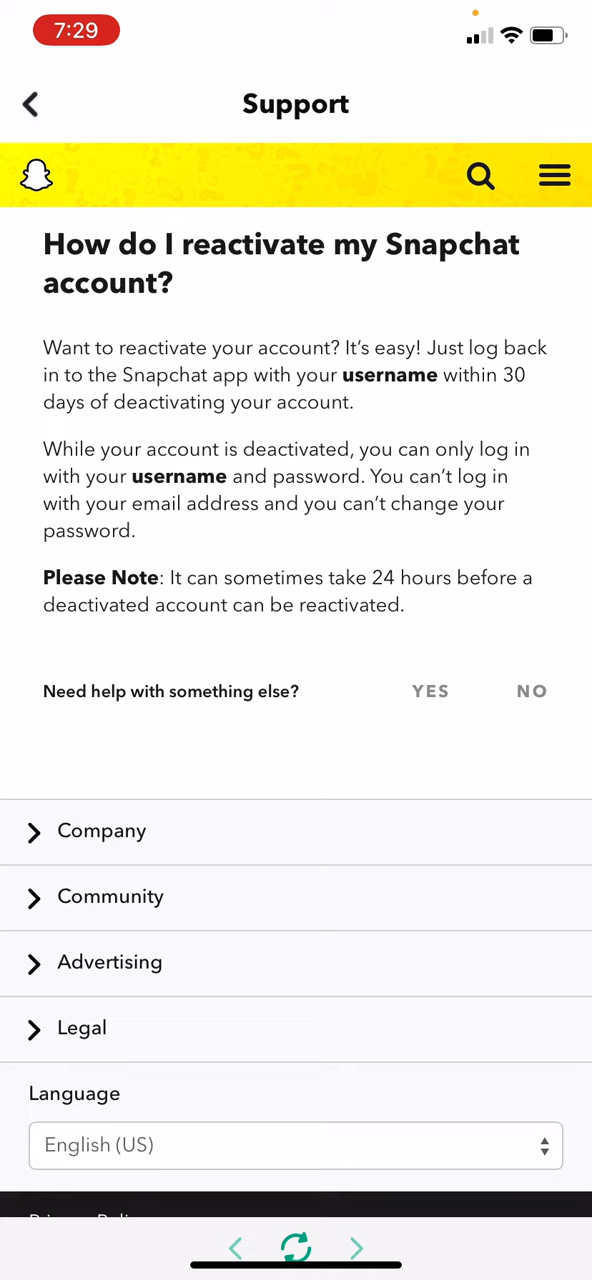 7:29
Support
How do I reactivate my Snapchat
account?
Want to reactivate your account? It’s easy! Just log back
in to the Snapchat app with your username within 30
days of deactivating your account.
While your account is deactivated, you can only log in
with your username and password. You can’t log in
with your email address and you can’t change your
password.
Please Note: It can sometimes take 24 hours before a
deactivated account can be reactivated.
Need help with something else? YES NO
Company
Community
Advertising
Legal
Language
English (US)